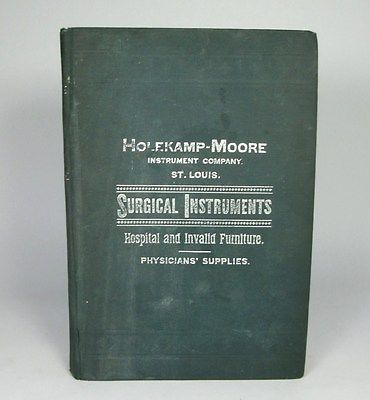 HOLEKAMP-MOORE
INSTRUMENT COMPANY.
ST. LOUIS.
SURGICAL INSTRUMENTS
Hospital and Invalid Furniture.
PHYSICIANS' SUPPLIES.